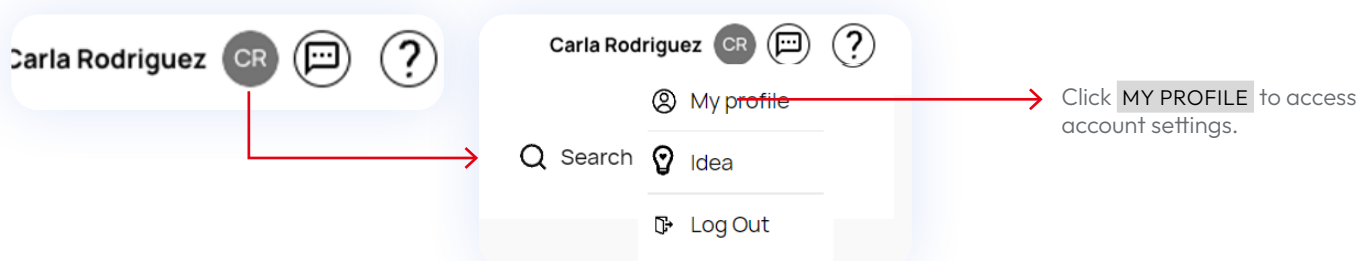 Carla Rodriguez CR ?
Carla Rodriguez CR ?
My profile
Search
Idea
Log Out
Click MY PROFILE to access
account settings.